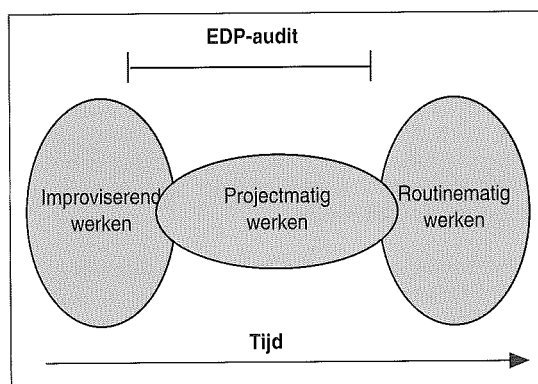 EDP-audit
Improviserend
werken
Projectmatig
werken
Routinematig
werken
Tijd